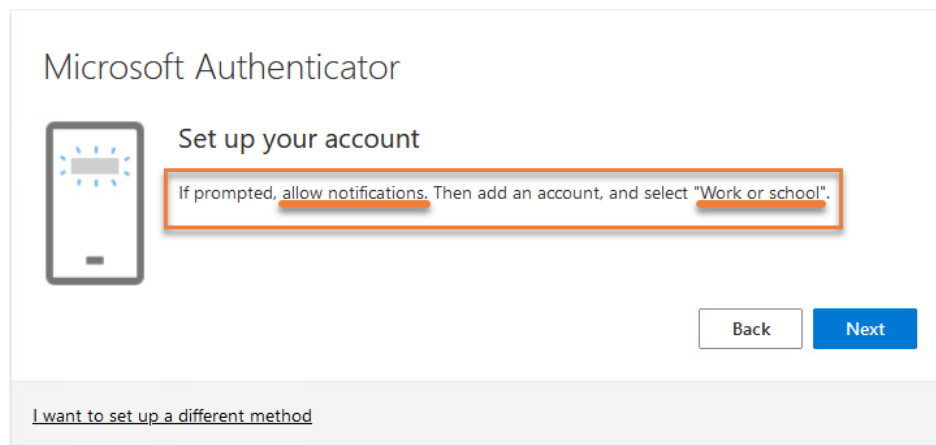 Microsoft Authenticator
Set up your account
If prompted, allow notifications. Then add an account, and select "Work or school".
Back
Next
I want to set up a different method